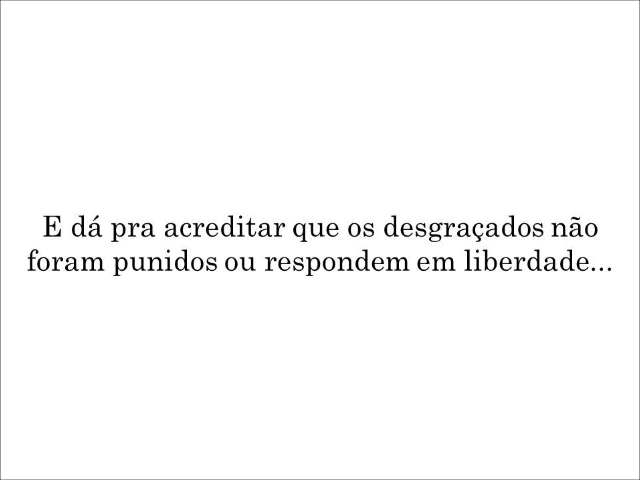 E dá pra acreditar que os desgraçados não
foram punidos ou respondem em liberdade...